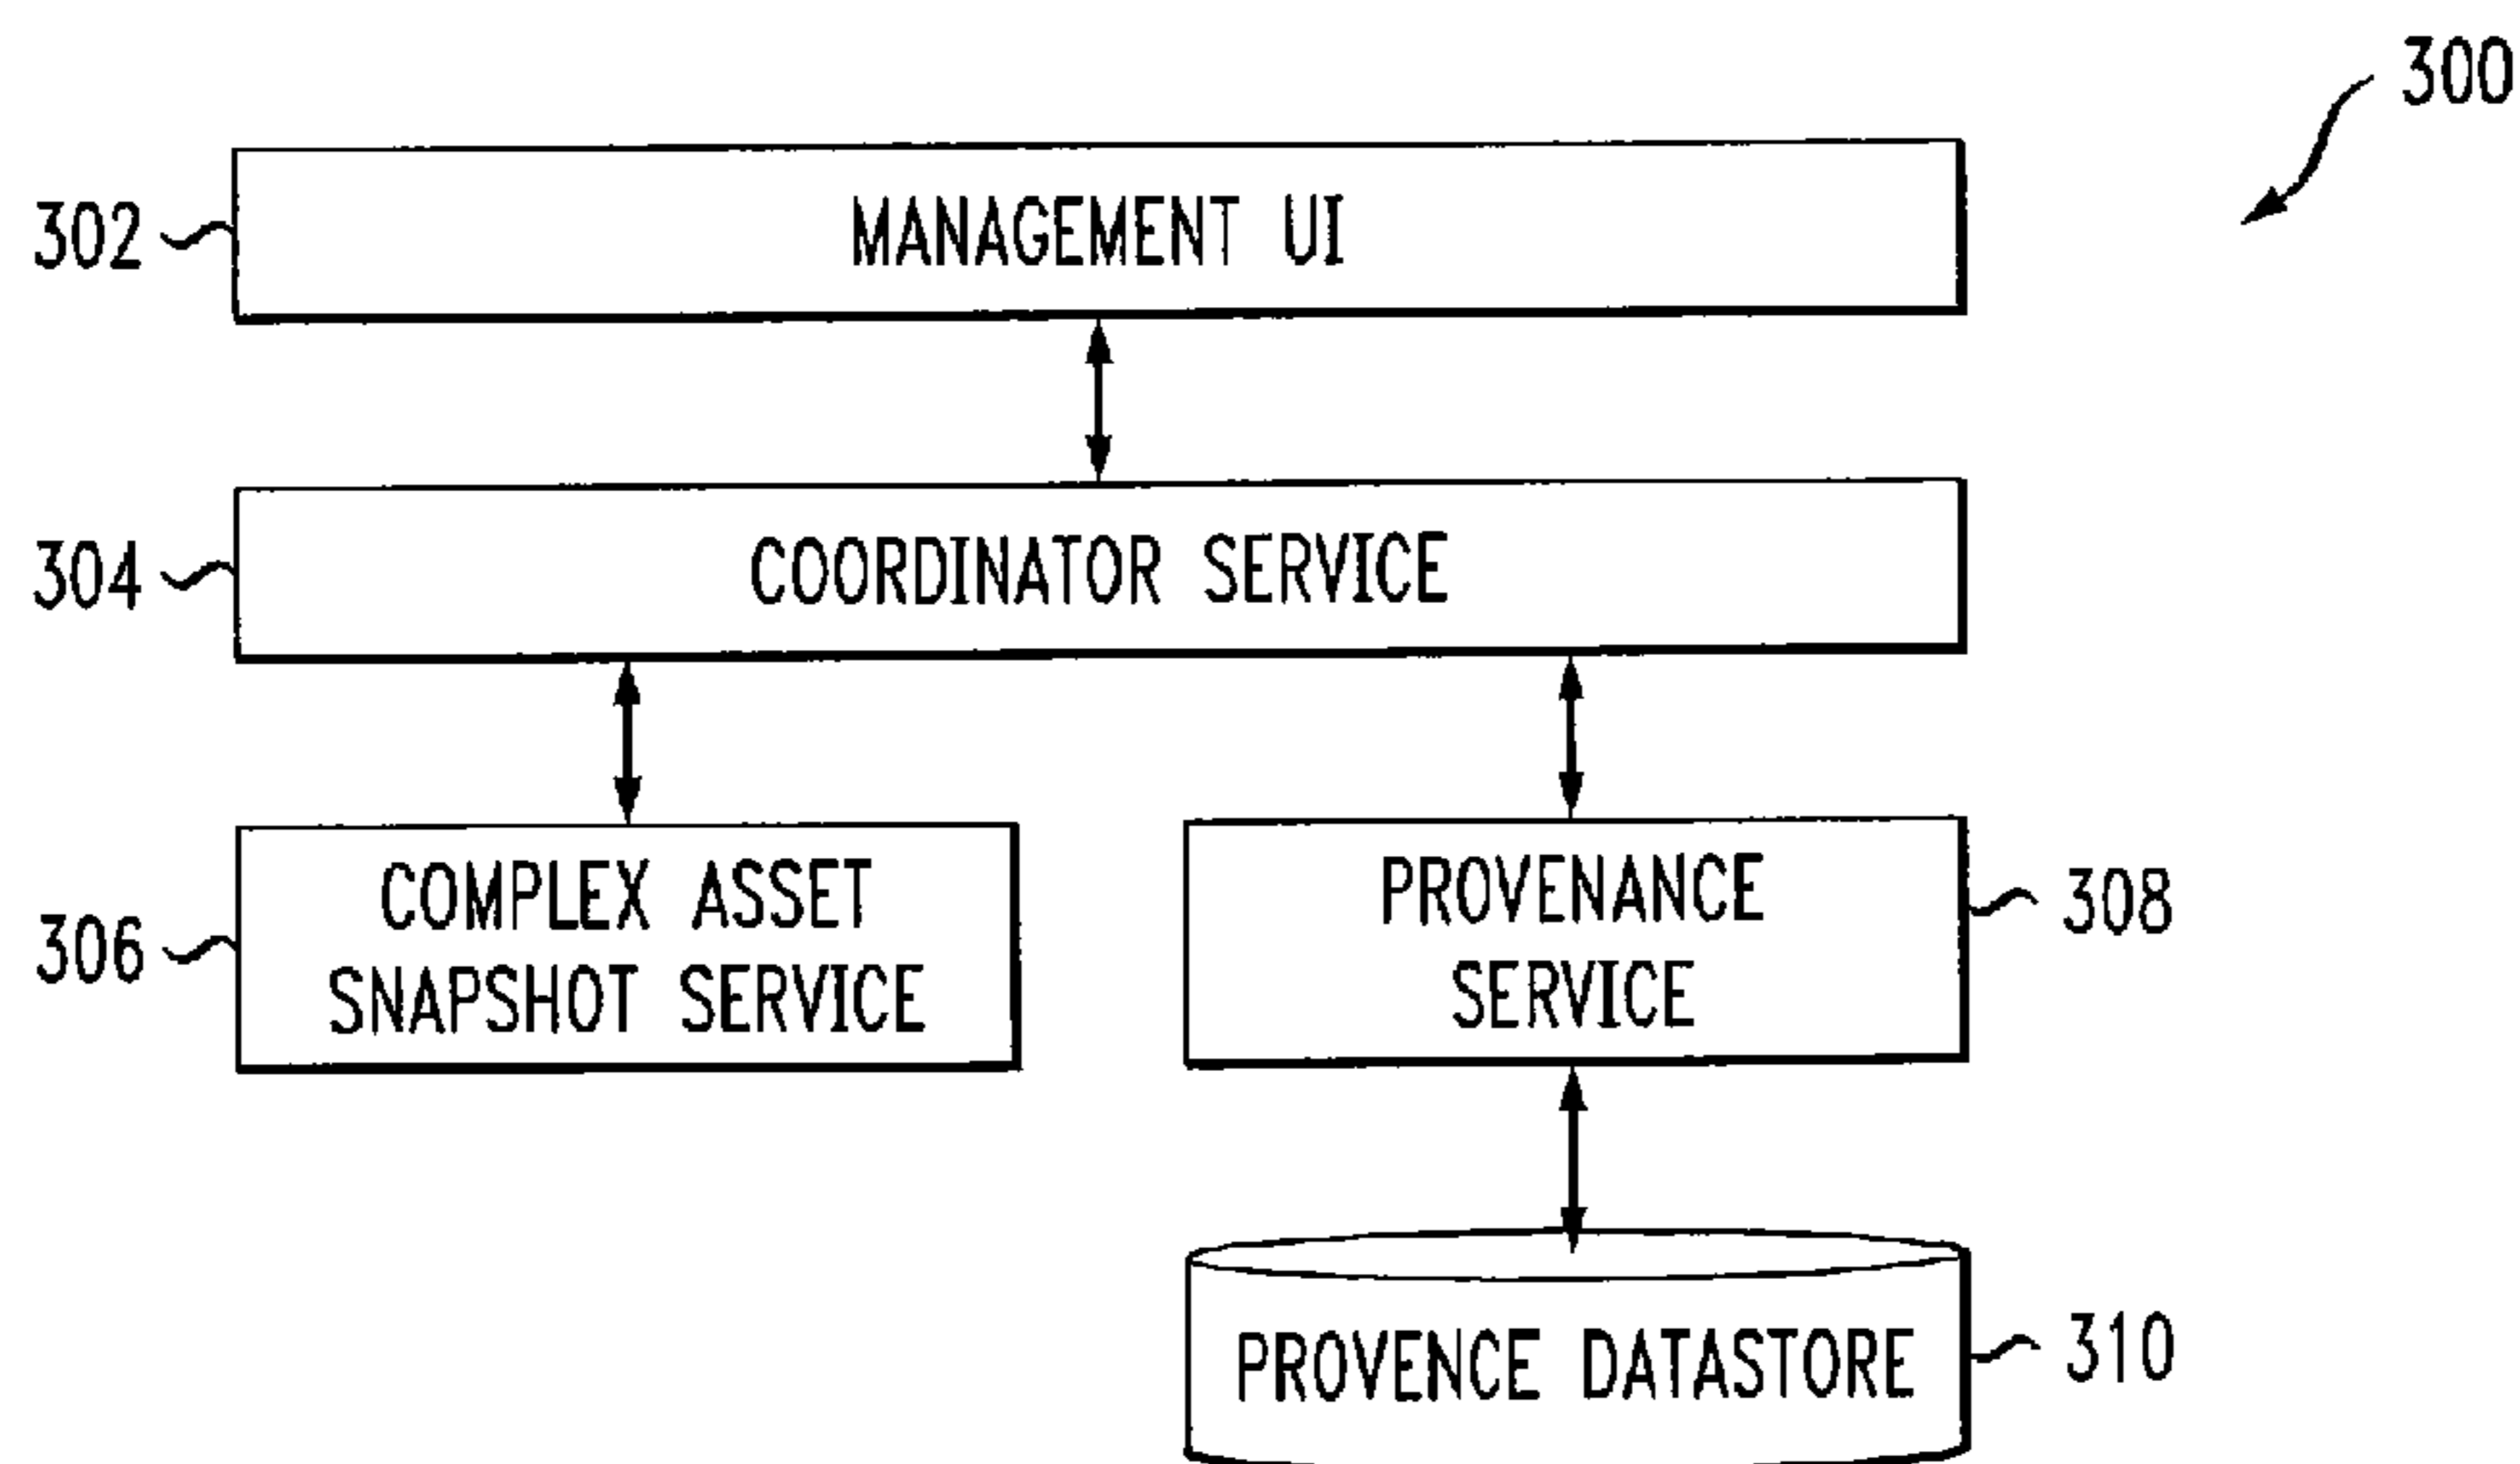 300
302
MANAGEMENT UI
304
COORDINATOR SERVICE
306
COMPLEX ASSET
SNAPSHOT SERVICE
PROVENANCE
SERVICE
308
PROVENCE DATASTORE
310